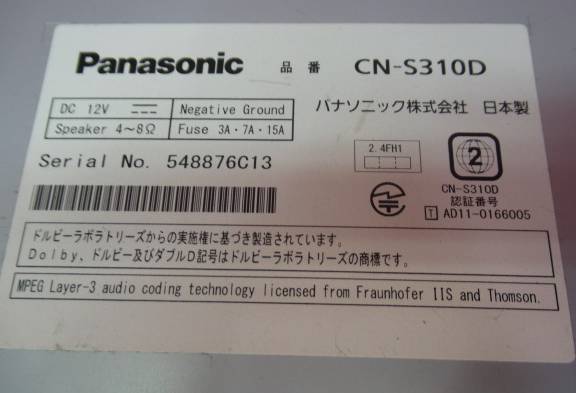 Panasonic 品番 CN-S310D
DC 12V Negative Ground
Speaker 4~8Ω Fuse 3A・7A・15A
パナソニック株式会社 日本製
Serial No. 548876C13
2.4FH1
2
CN-S310D
認証番号
T AD11-0166005
ドルビーラボラトリーズからの実施権に基づき製造されています。
Dolby、ドルビー及びダブルD記号はドルビーラボラトリーズの商標です。
MPEG Layer-3 audio coding technology licensed from Fraunhofer IIS and Thomson.